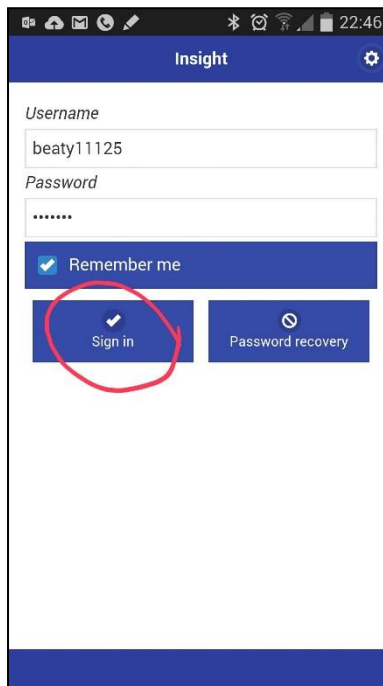 22:46
Insight
Username
beaty11125
Password
•••••••
Remember me
Sign in
Password recovery